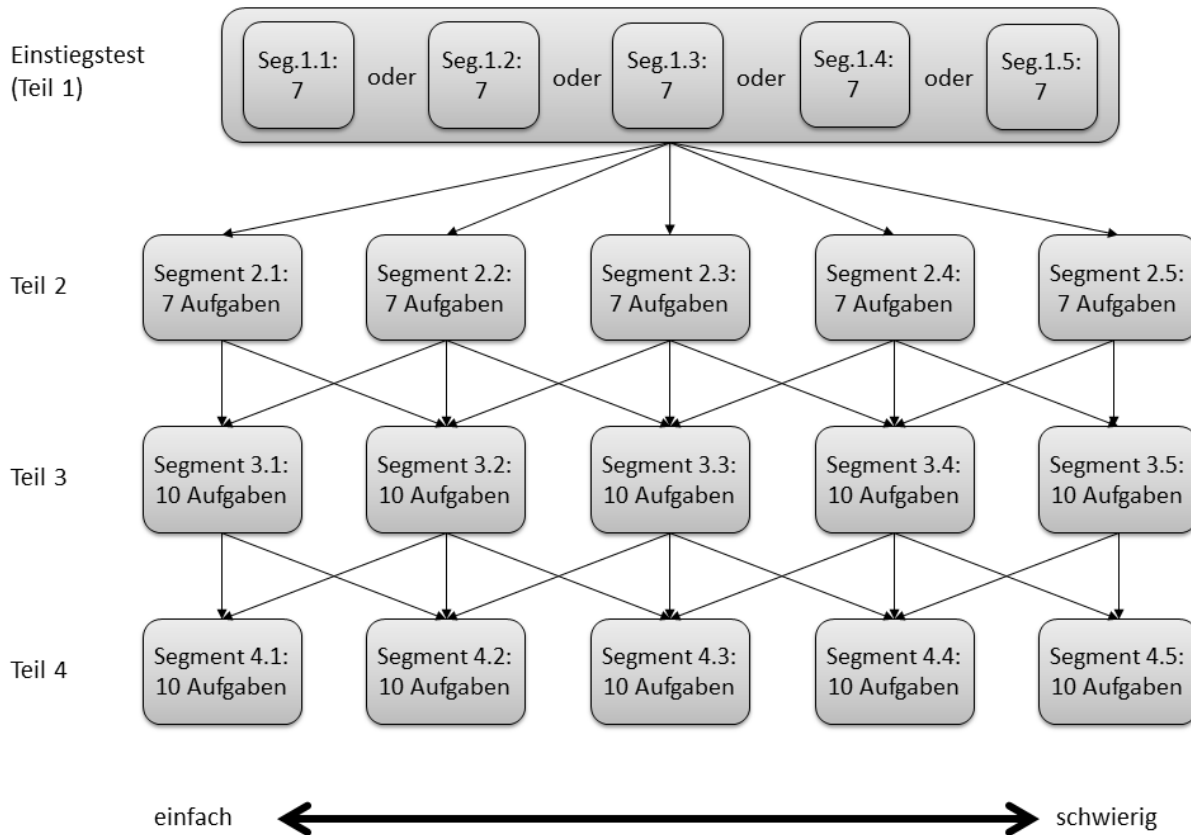 Einstiegstest
(Teil 1)
Seg.1.1:
7
oder
Seg.1.2:
7
oder
Seg.1.3:
7
oder
Seg.1.4:
7
oder
Seg.1.5:
7
Teil 2
Segment 2.1:
7 Aufgaben
Segment 2.2:
7 Aufgaben
Segment 2.3:
7 Aufgaben
Segment 2.4:
7 Aufgaben
Segment 2.5:
7 Aufgaben
Teil 3
Segment 3.1:
10 Aufgaben
Segment 3.2:
10 Aufgaben
Segment 3.3:
10 Aufgaben
Segment 3.4:
10 Aufgaben
Segment 3.5:
10 Aufgaben
Teil 4
Segment 4.1:
10 Aufgaben
Segment 4.2:
10 Aufgaben
Segment 4.3:
10 Aufgaben
Segment 4.4:
10 Aufgaben
Segment 4.5:
10 Aufgaben
einfach
schwierig